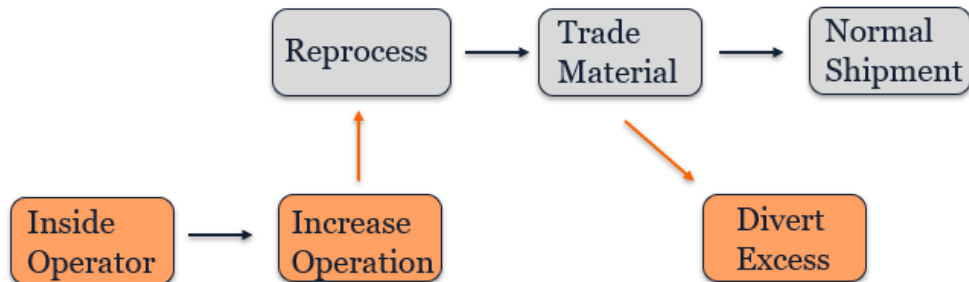 Reprocess
Trade
Material
Normal
Shipment
Inside
Operator
Increase
Operation
Divert
Excess